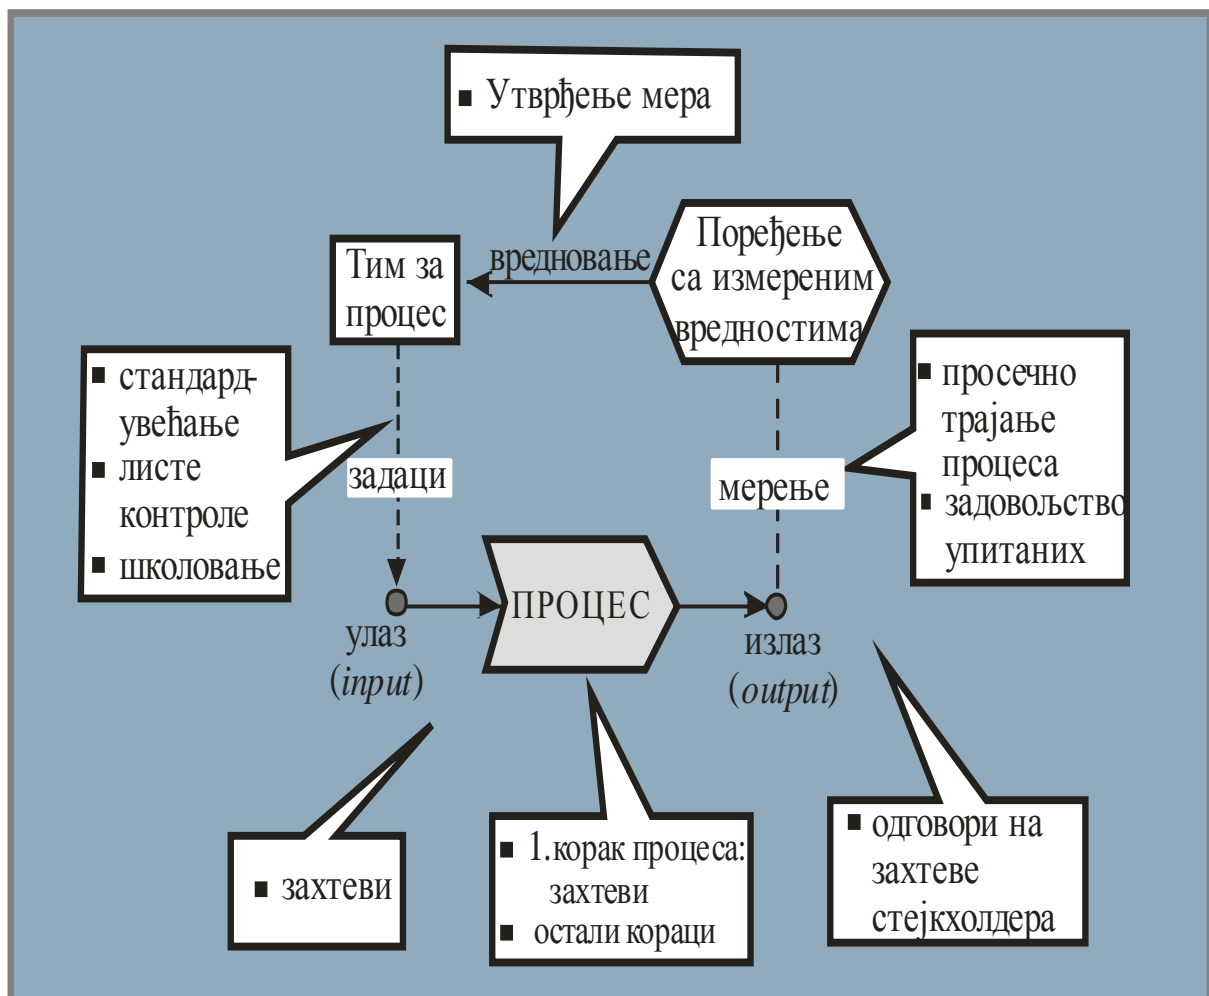 ▪ Утврђење мера
Поређење
са измереним
вредностима
вредновање
Тим за
процес
▪ стандард-
увећање
▪ листе
контроле
▪ школовање
задаци
мерење
▪ просечно
трајање
процеса
▪ задовољство
упитаних
ПРОЦЕС
улаз
(input)
излаз
(output)
▪ захтеви
▪ 1.корак процеса:
захтеви
▪ остали кораци
▪ одговори на
захтеве
стејкхолдера